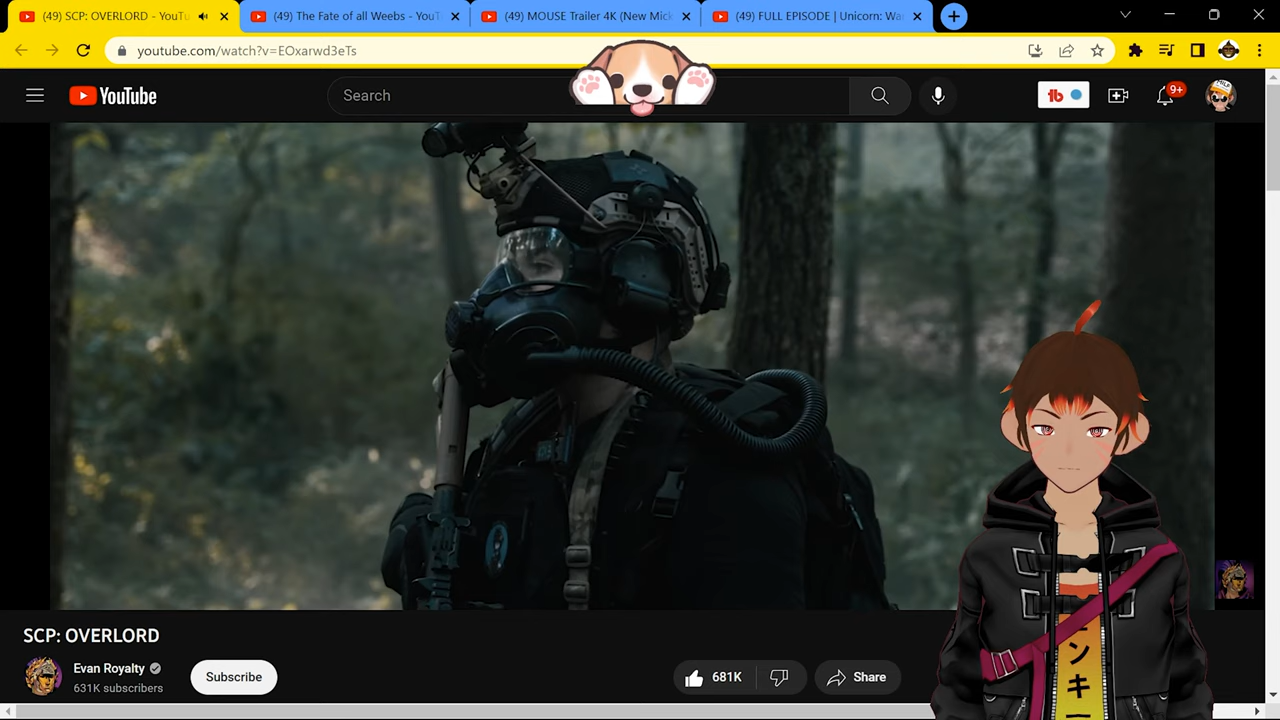 (49) SCP: OVERLORD - YouTu
(49) The Fate of all Weebs - YouT
(49) MOUSE Trailer 4K (New Mick
(49) FULL EPISODE | Unicorn: Wa
youtube.com/watch?v=EOxarwd3eTs
YouTube
Search
9+
SCP: OVERLORD
Evan Royalty
631K subscribers
Subscribe
681K
Share
ンキー